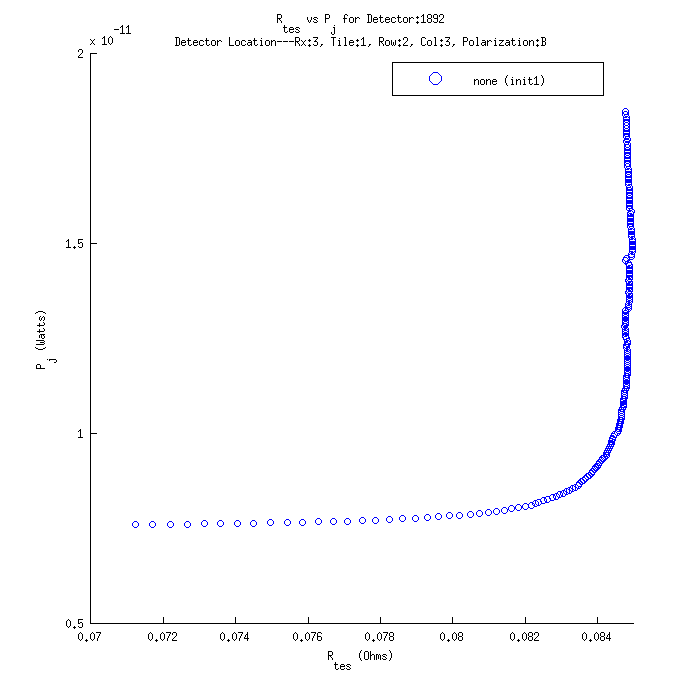 R_tes vs P_j for Detector:1892
Detector Location---Rx:3, Tile:1, Row:2, Col:3, Polarization:B
x 10^-11
none (init1)
2
1.5
1
0.5
P_j (Watts)
0.07 0.072 0.074 0.076 0.078 0.08 0.082 0.084
R_tes (Ohms)